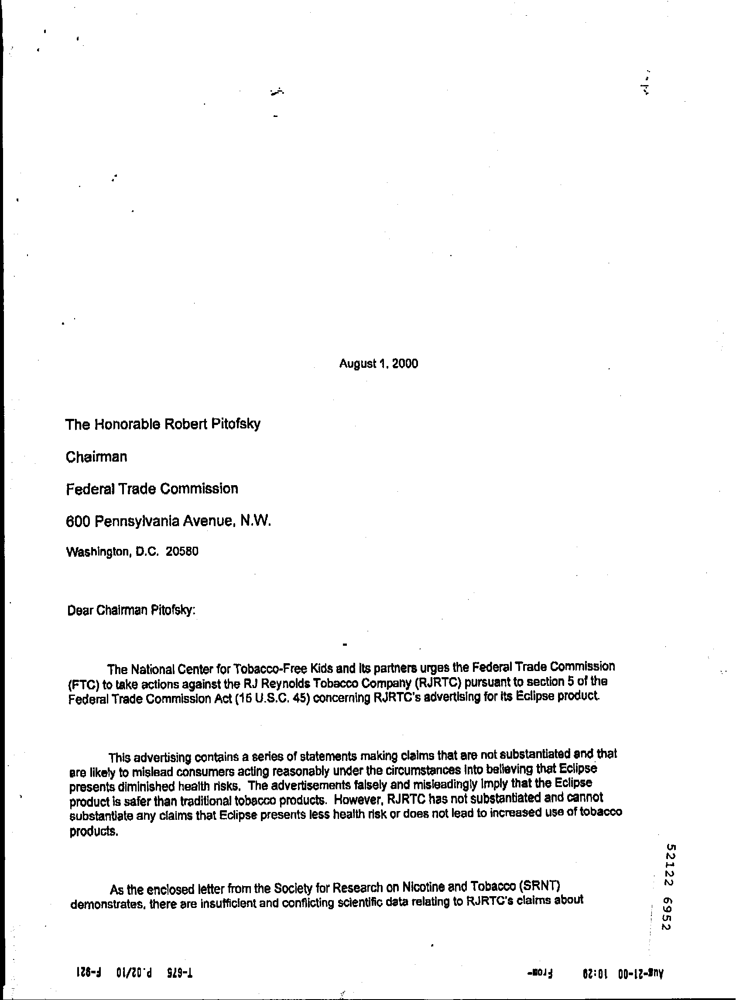 August 1, 2000
The Honorable Robert Pitofsky
Chairman
Federal Trade Commission
600 Pennsylvania Avenue, N.W.
Washington, D.C. 20580
Dear Chairman Pitofsky:
The National Center for Tobacco-Free Kids and its partners urges the Federal Trade Commission
(FTC) to take actions against the RJ Reynolds Tobacco Company (RJRTC) pursuant to section 5 of the
Federal Trade Commission Act (15 U.S.C. 45) concerning RJRTC's advertising for its Eclipse product.
This advertising contains a series of statements making claims that are not substantiated and that
are likely to mislead consumers acting reasonably under the circumstances into believing that Eclipse
presents diminished health risks. The advertisements falsely and misleadingly imply that the Eclipse
product is safer than traditional tobacco products. However, RJRTC has not substantiated and cannot
substantiate any claims that Eclipse presents less health risk or does not lead to increased use of tobacco
products.
As the enclosed letter from the Society for Research on Nicotine and Tobacco (SRNT)
demonstrates, there are insufficient and conflicting scientific data relating to RJRTC's claims about
52122 6952
Aug-21-00 10:29 From- T-675 P.02/10 F-921